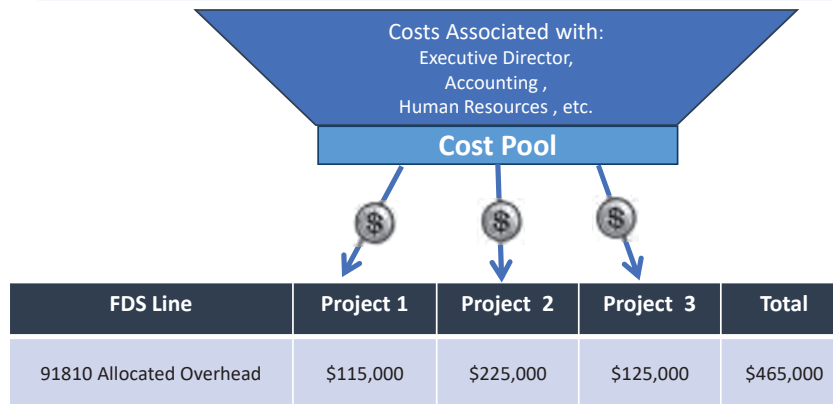 Costs Associated with:
Executive Director,
Accounting ,
Human Resources , etc.
Cost Pool
$ $ $
FDS Line Project 1 Project 2 Project 3 Total
91810 Allocated Overhead $115,000 $225,000 $125,000 $465,000